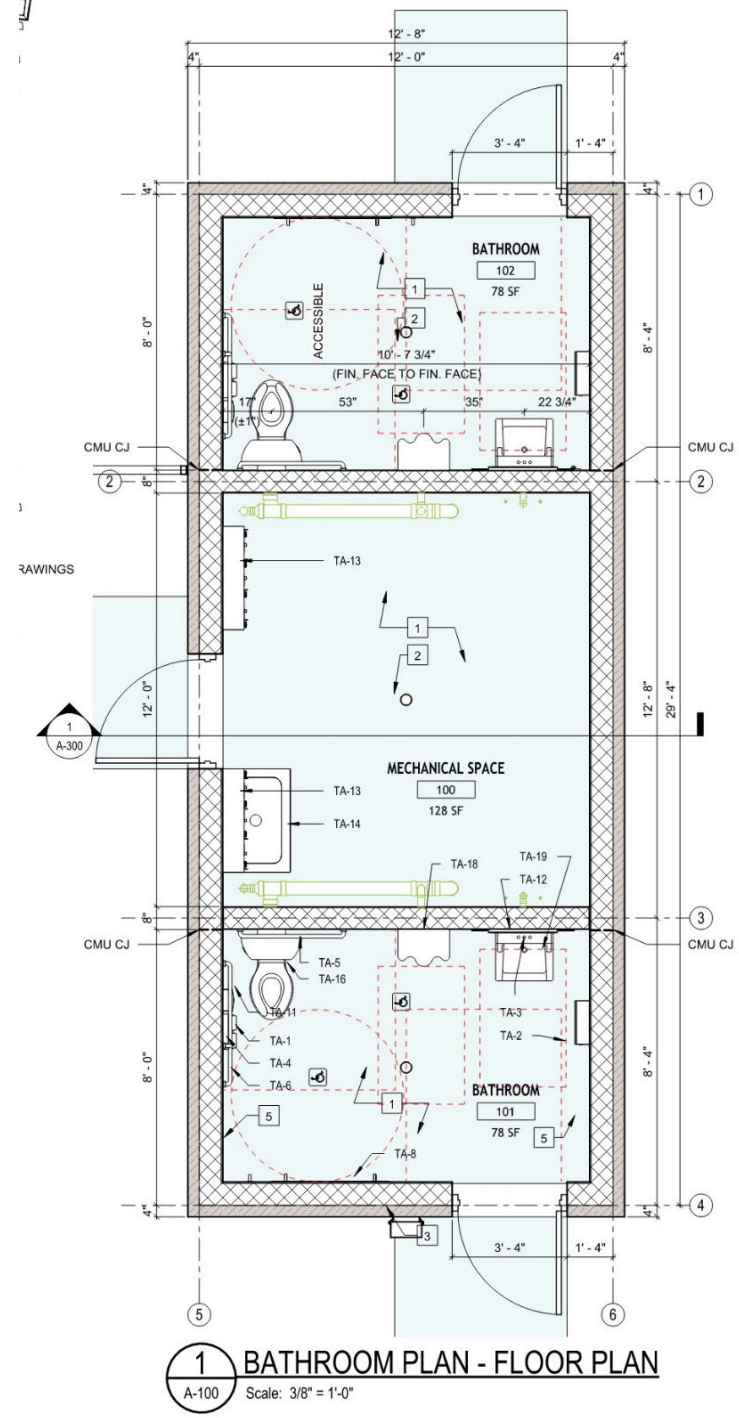 12' - 8"
4" 12' - 0" 4"
3' - 4" 1' - 4"
4" 4" 1
BATHROOM
102
78 SF
1
2
ACCESSIBLE
8' - 0" 8' - 4"
10' - 7 3/4"
(FIN. FACE TO FIN. FACE)
17" 53" 35" 22 3/4"
(±1")
CMU CJ CMU CJ
2 8" 2
RAWINGS
TA-13
1
2
12' - 0" 12' - 8" 29' - 4"
1
A-300
MECHANICAL SPACE
100
128 SF
TA-13
TA-14
TA-18 TA-19
TA-12
8" 3
CMU CJ CMU CJ
TA-5
TA-16
TA-11
TA-3
TA-1
TA-2
TA-4
TA-6
8' - 0" 8' - 4"
BATHROOM
101
78 SF
1
5 5
TA-8
4" 4" 4
3
3' - 4" 1' - 4"
5 6
1 BATHROOM PLAN - FLOOR PLAN
A-100 Scale: 3/8" = 1'-0"